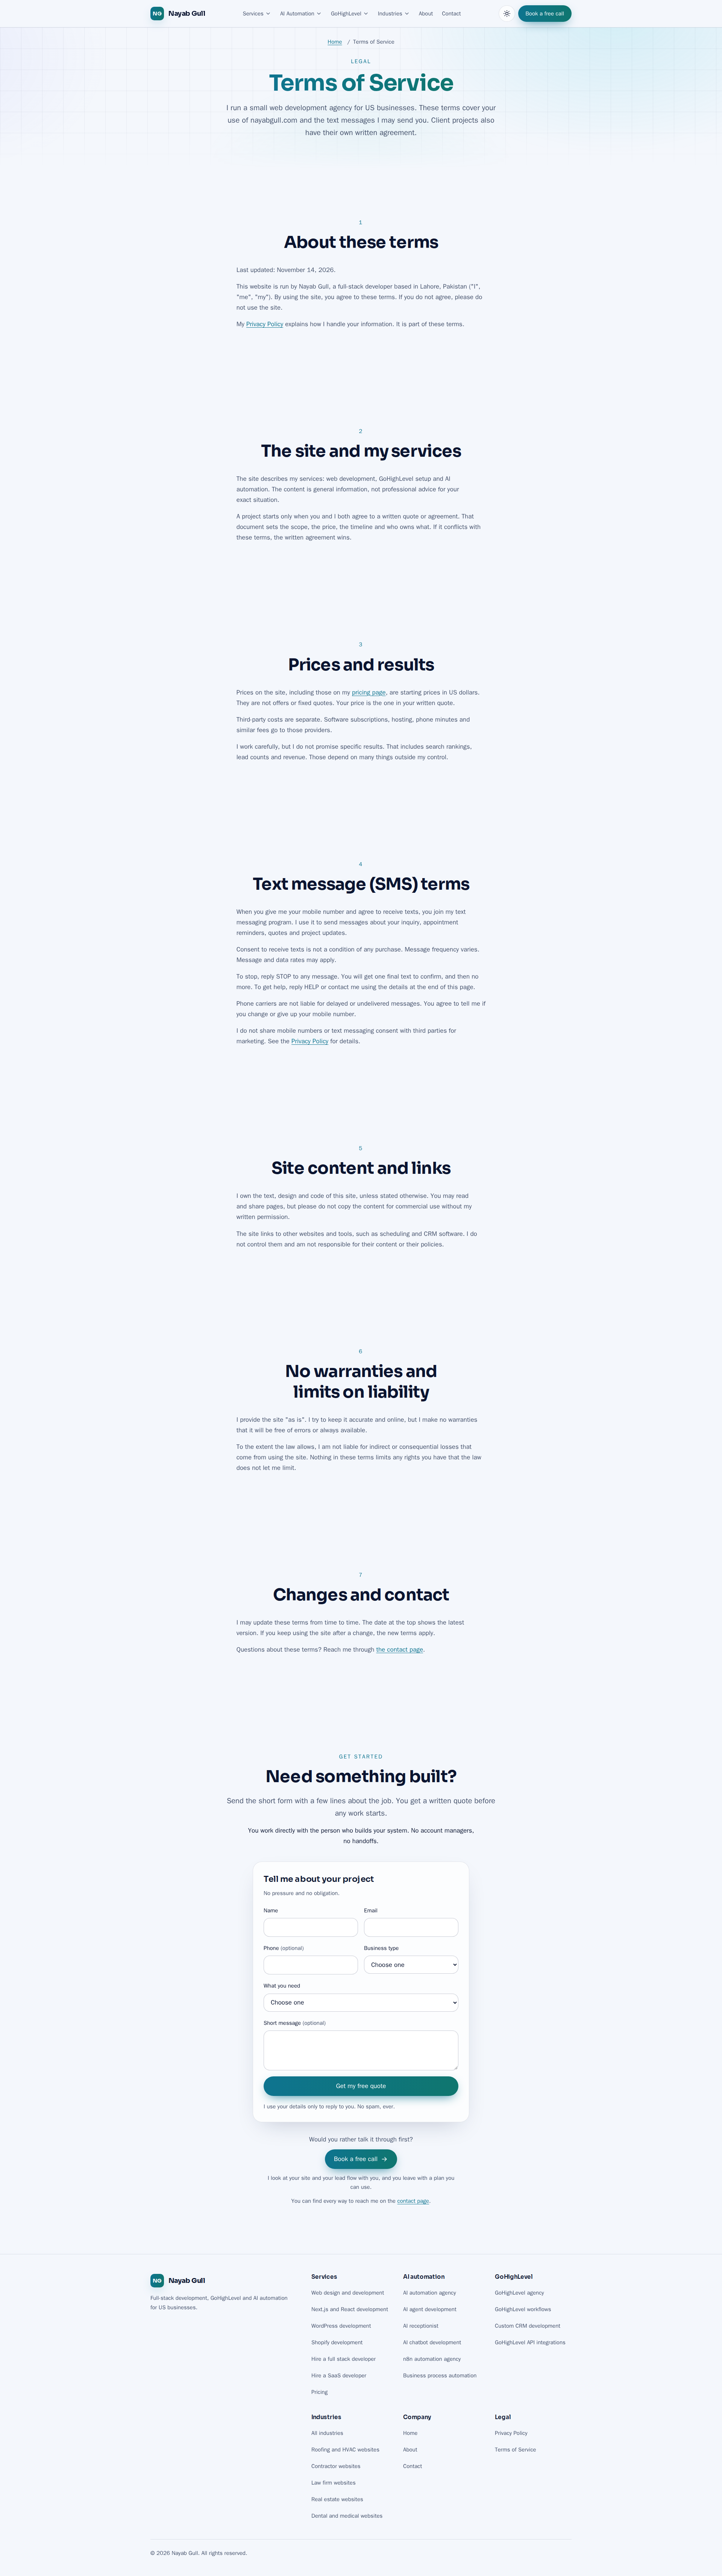 NG Nayab Gull Services AI Automation GoHighLevel Industries About Contact Book a free call
Home / Terms of Service
LEGAL
Terms of Service
I run a small web development agency for US businesses. These terms cover your
use of nayabgull.com and the text messages I may send you. Client projects also
have their own written agreement.
1
About these terms
Last updated: November 14, 2026.
This website is run by Nayab Gull, a full-stack developer based in Lahore, Pakistan ("I",
"me", "my"). By using the site, you agree to these terms. If you do not agree, please do
not use the site.
My Privacy Policy explains how I handle your information. It is part of these terms.
2
The site and my services
The site describes my services: web development, GoHighLevel setup and AI
automation. The content is general information, not professional advice for your
exact situation.
A project starts only when you and I both agree to a written quote or agreement. That
document sets the scope, the price, the timeline and who owns what. If it conflicts with
these terms, the written agreement wins.
3
Prices and results
Prices on the site, including those on my pricing page, are starting prices in US dollars.
They are not offers or fixed quotes. Your price is the one in your written quote.
Third-party costs are separate. Software subscriptions, hosting, phone minutes and
similar fees go to those providers.
I work carefully, but I do not promise specific results. That includes search rankings,
lead counts and revenue. Those depend on many things outside my control.
4
Text message (SMS) terms
When you give me your mobile number and agree to receive texts, you join my text
messaging program. I use it to send messages about your inquiry, appointment
reminders, quotes and project updates.
Consent to receive texts is not a condition of any purchase. Message frequency varies.
Message and data rates may apply.
To stop, reply STOP to any message. You will get one final text to confirm, and then no
more. To get help, reply HELP or contact me using the details at the end of this page.
Phone carriers are not liable for delayed or undelivered messages. You agree to tell me if
you change or give up your mobile number.
I do not share mobile numbers or text messaging consent with third parties for
marketing. See the Privacy Policy for details.
5
Site content and links
I own the text, design and code of this site, unless stated otherwise. You may read
and share pages, but please do not copy the content for commercial use without my
written permission.
The site links to other websites and tools, such as scheduling and CRM software. I do
not control them and am not responsible for their content or their policies.
6
No warranties and
limits on liability
I provide the site "as is". I try to keep it accurate and online, but I make no warranties
that it will be free of errors or always available.
To the extent the law allows, I am not liable for indirect or consequential losses that
come from using the site. Nothing in these terms limits any rights you have that the law
does not let me limit.
7
Changes and contact
I may update these terms from time to time. The date at the top shows the latest
version. If you keep using the site after a change, the new terms apply.
Questions about these terms? Reach me through the contact page.
GET STARTED
Need something built?
Send the short form with a few lines about the job. You get a written quote before
any work starts.
You work directly with the person who builds your system. No account managers,
no handoffs.
Tell me about your project
No pressure and no obligation.
Name Email
Phone (optional) Business type
Choose one
What you need
Choose one
Short message (optional)
Get my free quote
I use your details only to reply to you. No spam, ever.
Would you rather talk it through first?
Book a free call →
I look at your site and your lead flow with you, and you leave with a plan you
can use.
You can find every way to reach me on the contact page.
NG Nayab Gull
Full-stack development, GoHighLevel and AI automation
for US businesses.
Services
Web design and development
Next.js and React development
WordPress development
Shopify development
Hire a full stack developer
Hire a SaaS developer
Pricing
AI automation
AI automation agency
AI agent development
AI receptionist
AI chatbot development
n8n automation agency
Business process automation
GoHighLevel
GoHighLevel agency
GoHighLevel workflows
Custom CRM development
GoHighLevel API integrations
Industries
All industries
Roofing and HVAC websites
Contractor websites
Law firm websites
Real estate websites
Dental and medical websites
Company
Home
About
Contact
Legal
Privacy Policy
Terms of Service
© 2026 Nayab Gull. All rights reserved.